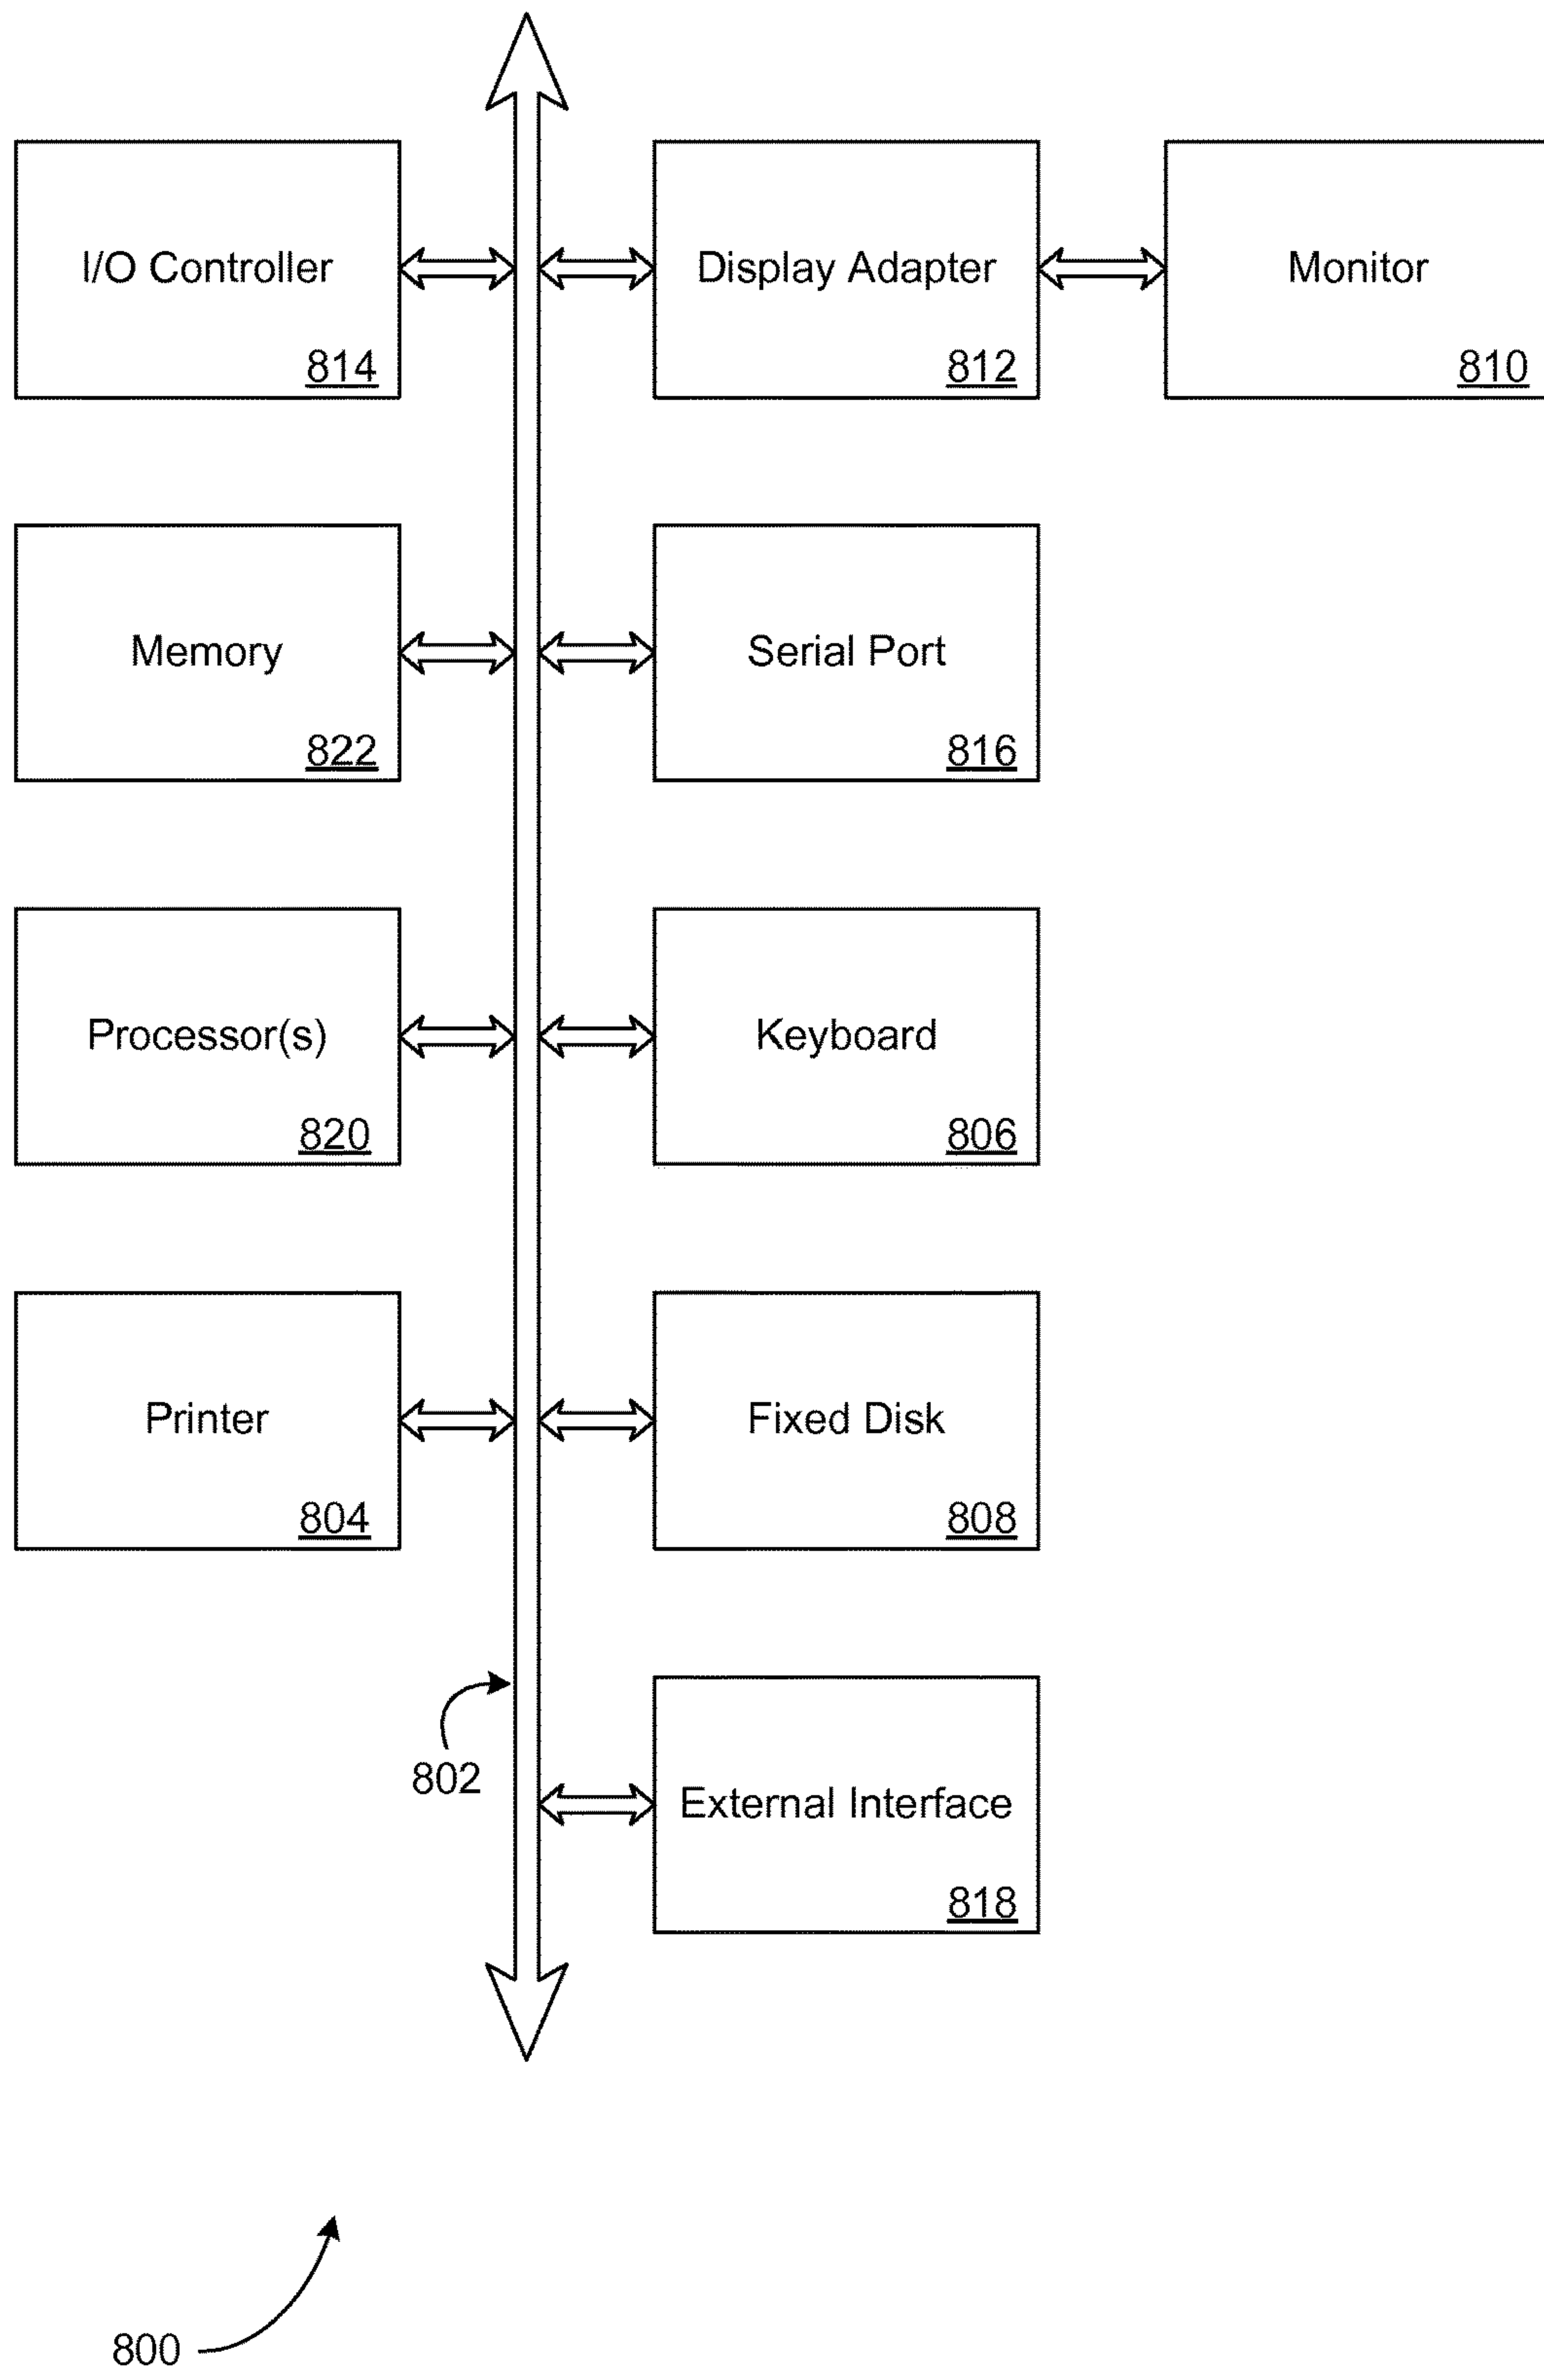 I/O Controller
814
Display Adapter
812
Monitor
810
Memory
822
Serial Port
816
Processor(s)
820
Keyboard
806
Printer
804
Fixed Disk
808
802
External Interface
818
800